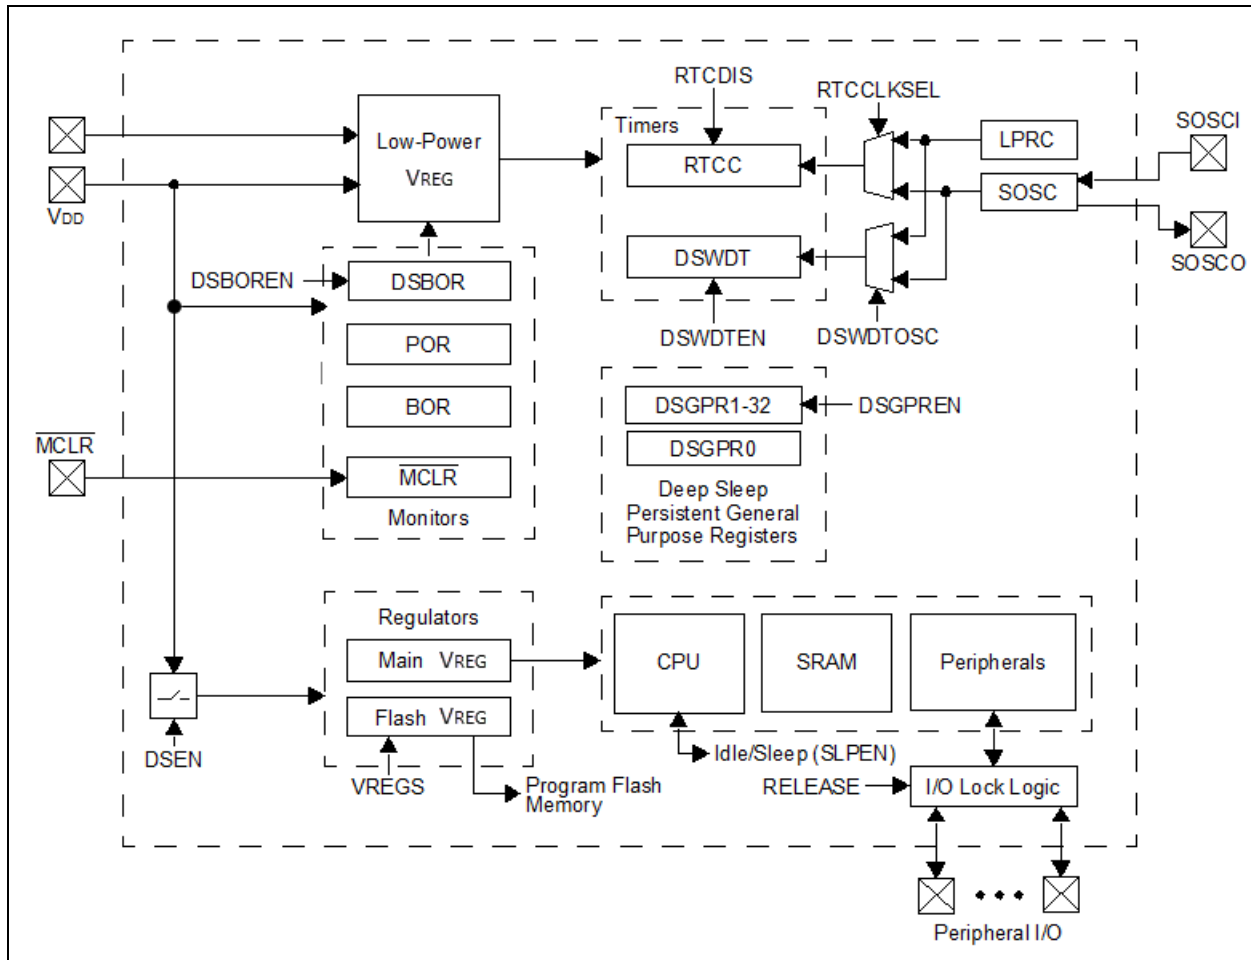 RTCDIS
RTCCLKSEL
Timers
LPRC
SOSCI
Low-Power
VREG
RTCC
SOSC
VDD
DSWDT
SOSCO
DSBOREN
DSBOR
DSWDTEN
DSWDTOSC
POR
BOR
DSGPR1-32
DSGPREN
DSGPR0
MCLR
MCLR
Monitors
Deep Sleep
Persistent General
Purpose Registers
Regulators
Main VREG
CPU
SRAM
Peripherals
Flash VREG
DSEN
VREGS
Program Flash
Memory
Idle/Sleep (SLPEN)
RELEASE
I/O Lock Logic
Peripheral I/O